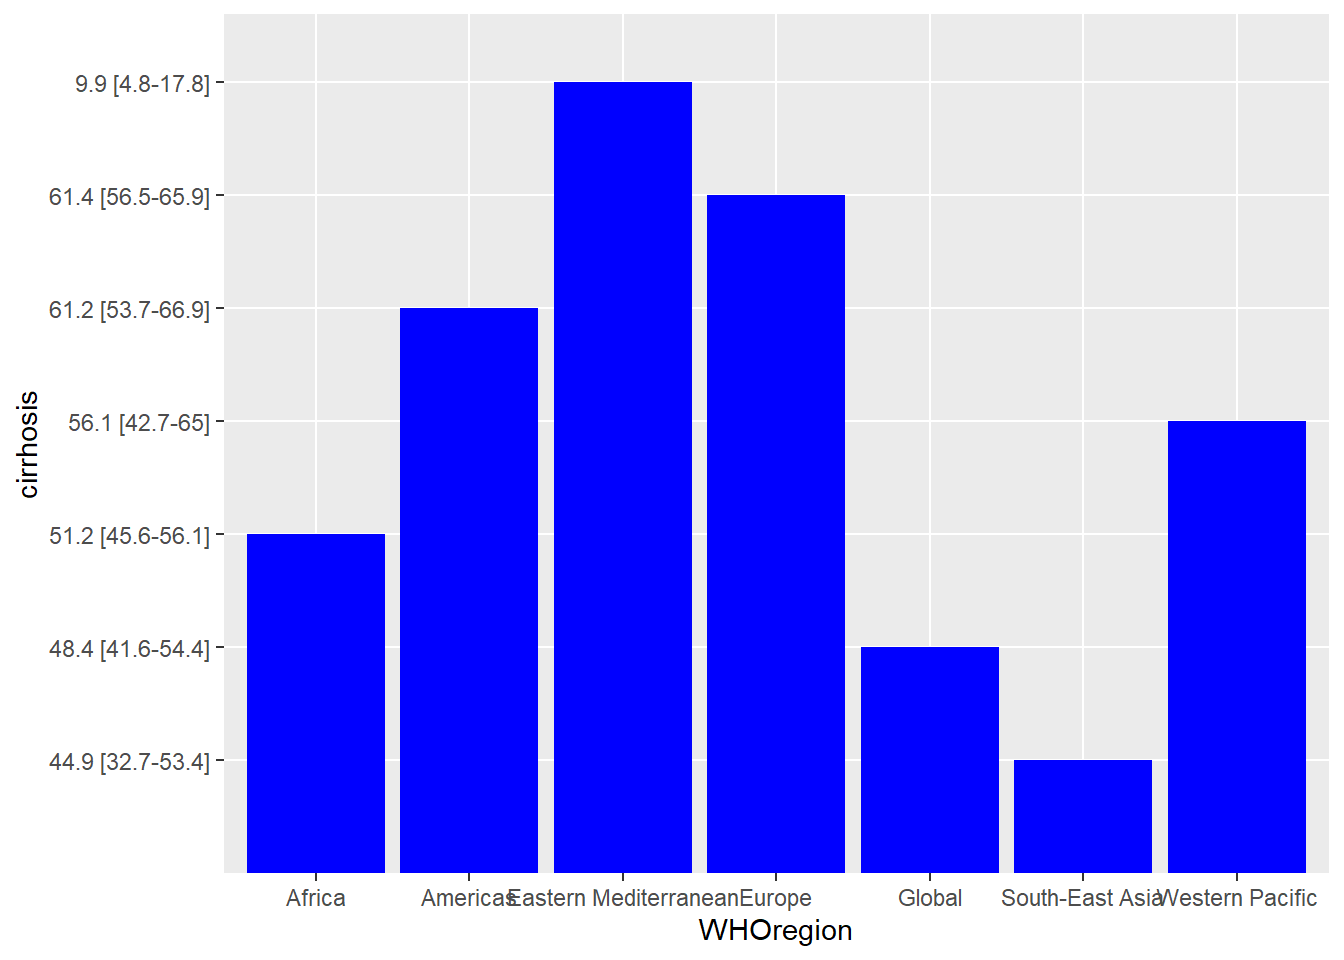 9.9 [4.8-17.8]
61.4 [56.5-65.9]
61.2 [53.7-66.9]
56.1 [42.7-65]
51.2 [45.6-56.1]
48.4 [41.6-54.4]
44.9 [32.7-53.4]
cirrhosis
Africa Americas Eastern Mediterranean Europe Global South-East Asia Western Pacific
WHOregion